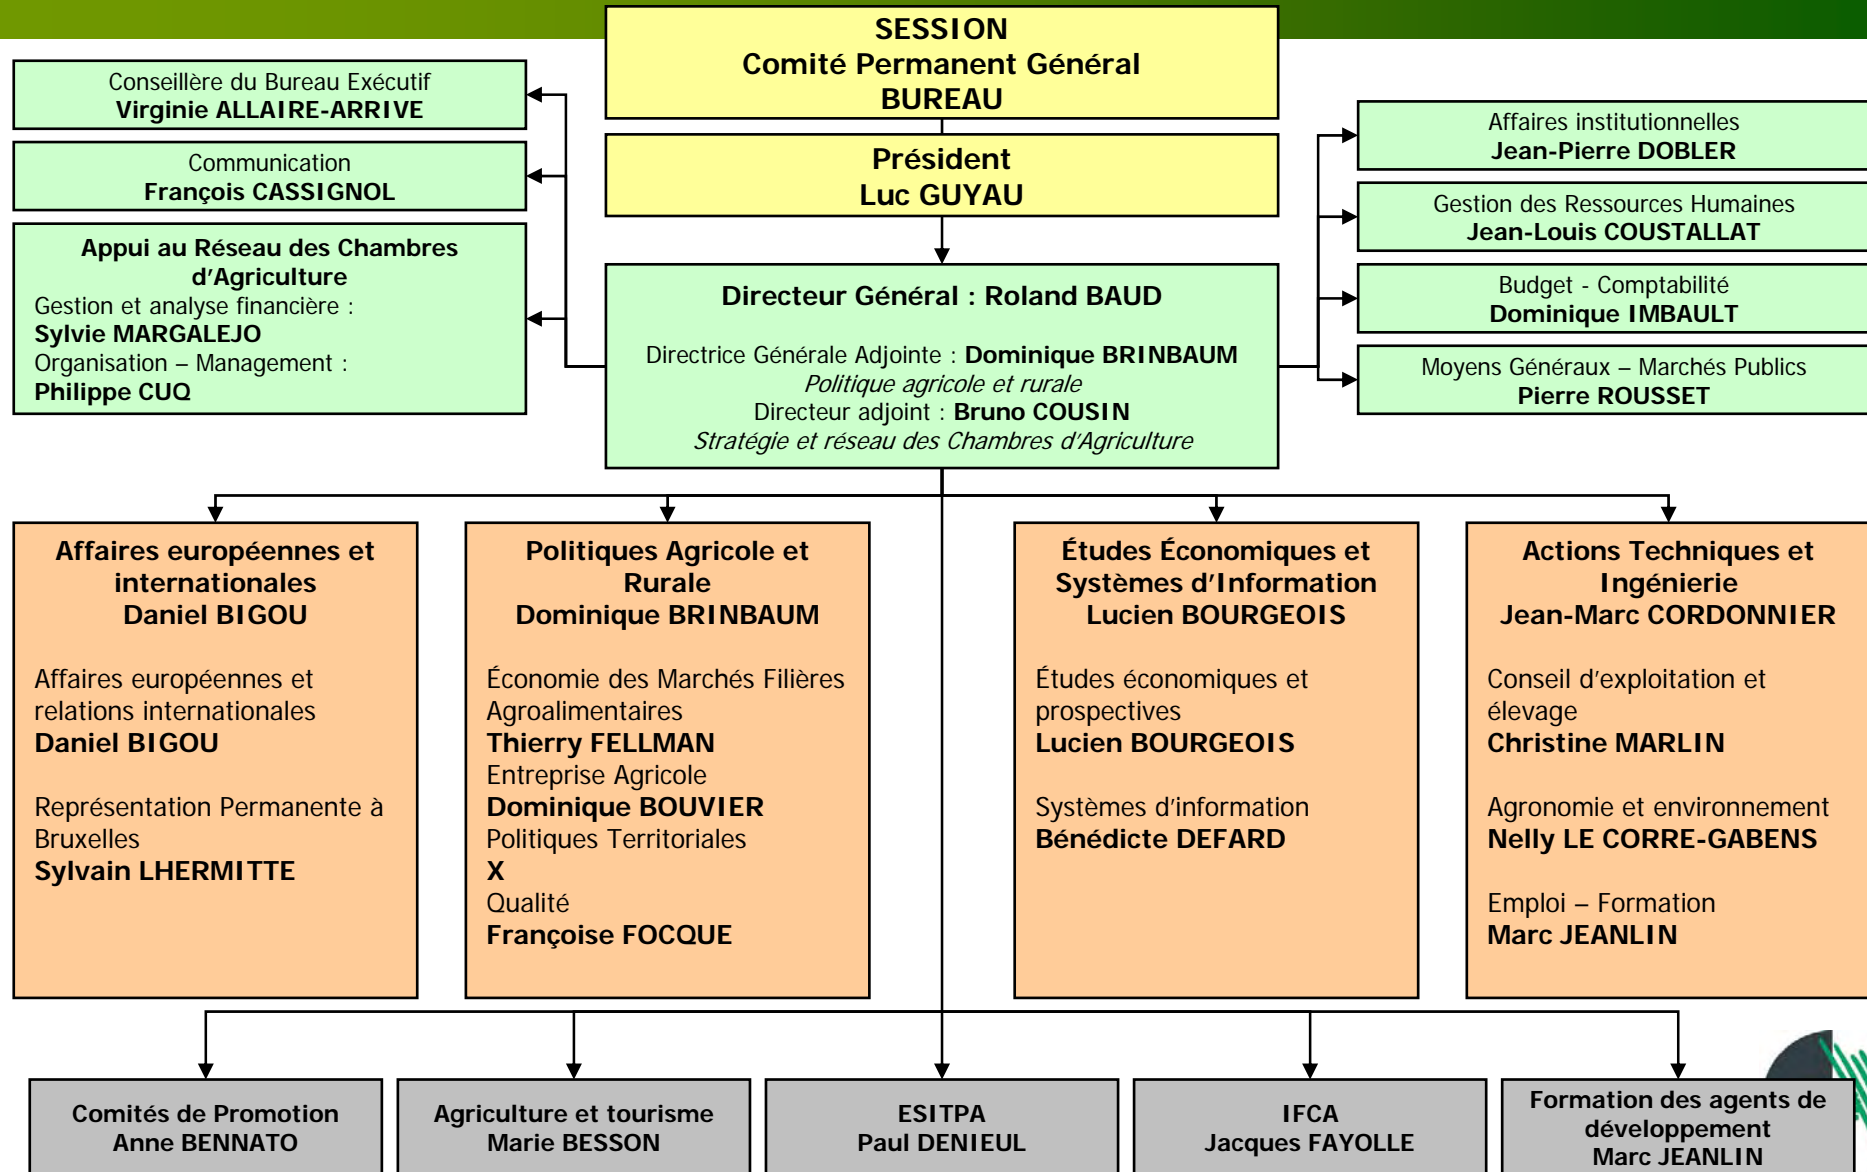 SESSION
Comité Permanent Général
BUREAU
Président
Luc GUYAU
Conseillère du Bureau Exécutif
Virginie ALLAIRE-ARRIVE
Communication
François CASSIGNOL
Appui au Réseau des Chambres
d'Agriculture
Gestion et analyse financière :
Sylvie MARGALEJO
Organisation – Management :
Philippe CUQ
Directeur Général : Roland BAUD
Directrice Générale Adjointe : Dominique BRINBAUM
Politique agricole et rurale
Directeur adjoint : Bruno COUSIN
Stratégie et réseau des Chambres d'Agriculture
Affaires institutionnelles
Jean-Pierre DOBLER
Gestion des Ressources Humaines
Jean-Louis COUSTALLAT
Budget - Comptabilité
Dominique IMBAULT
Moyens Généraux – Marchés Publics
Pierre ROUSSET
Affaires européennes et
internationales
Daniel BIGOU
Affaires européennes et
relations internationales
Daniel BIGOU
Représentation Permanente à
Bruxelles
Sylvain LHERMITTE
Politiques Agricole et
Rurale
Dominique BRINBAUM
Économie des Marchés Filières
Agroalimentaires
Thierry FELLMAN
Entreprise Agricole
Dominique BOUVIER
Politiques Territoriales
X
Qualité
Françoise FOCQUE
Études Économiques et
Systèmes d'Information
Lucien BOURGEOIS
Études économiques et
prospectives
Lucien BOURGEOIS
Systèmes d'information
Bénédicte DEFARD
Actions Techniques et
Ingénierie
Jean-Marc CORDONNIER
Conseil d'exploitation et
élevage
Christine MARLIN
Agronomie et environnement
Nelly LE CORRE-GABENS
Emploi – Formation
Marc JEANLIN
Comités de Promotion
Anne BENNATO
Agriculture et tourisme
Marie BESSON
ESITPA
Paul DENIEUL
IFCA
Jacques FAYOLLE
Formation des agents de
développement
Marc JEANLIN